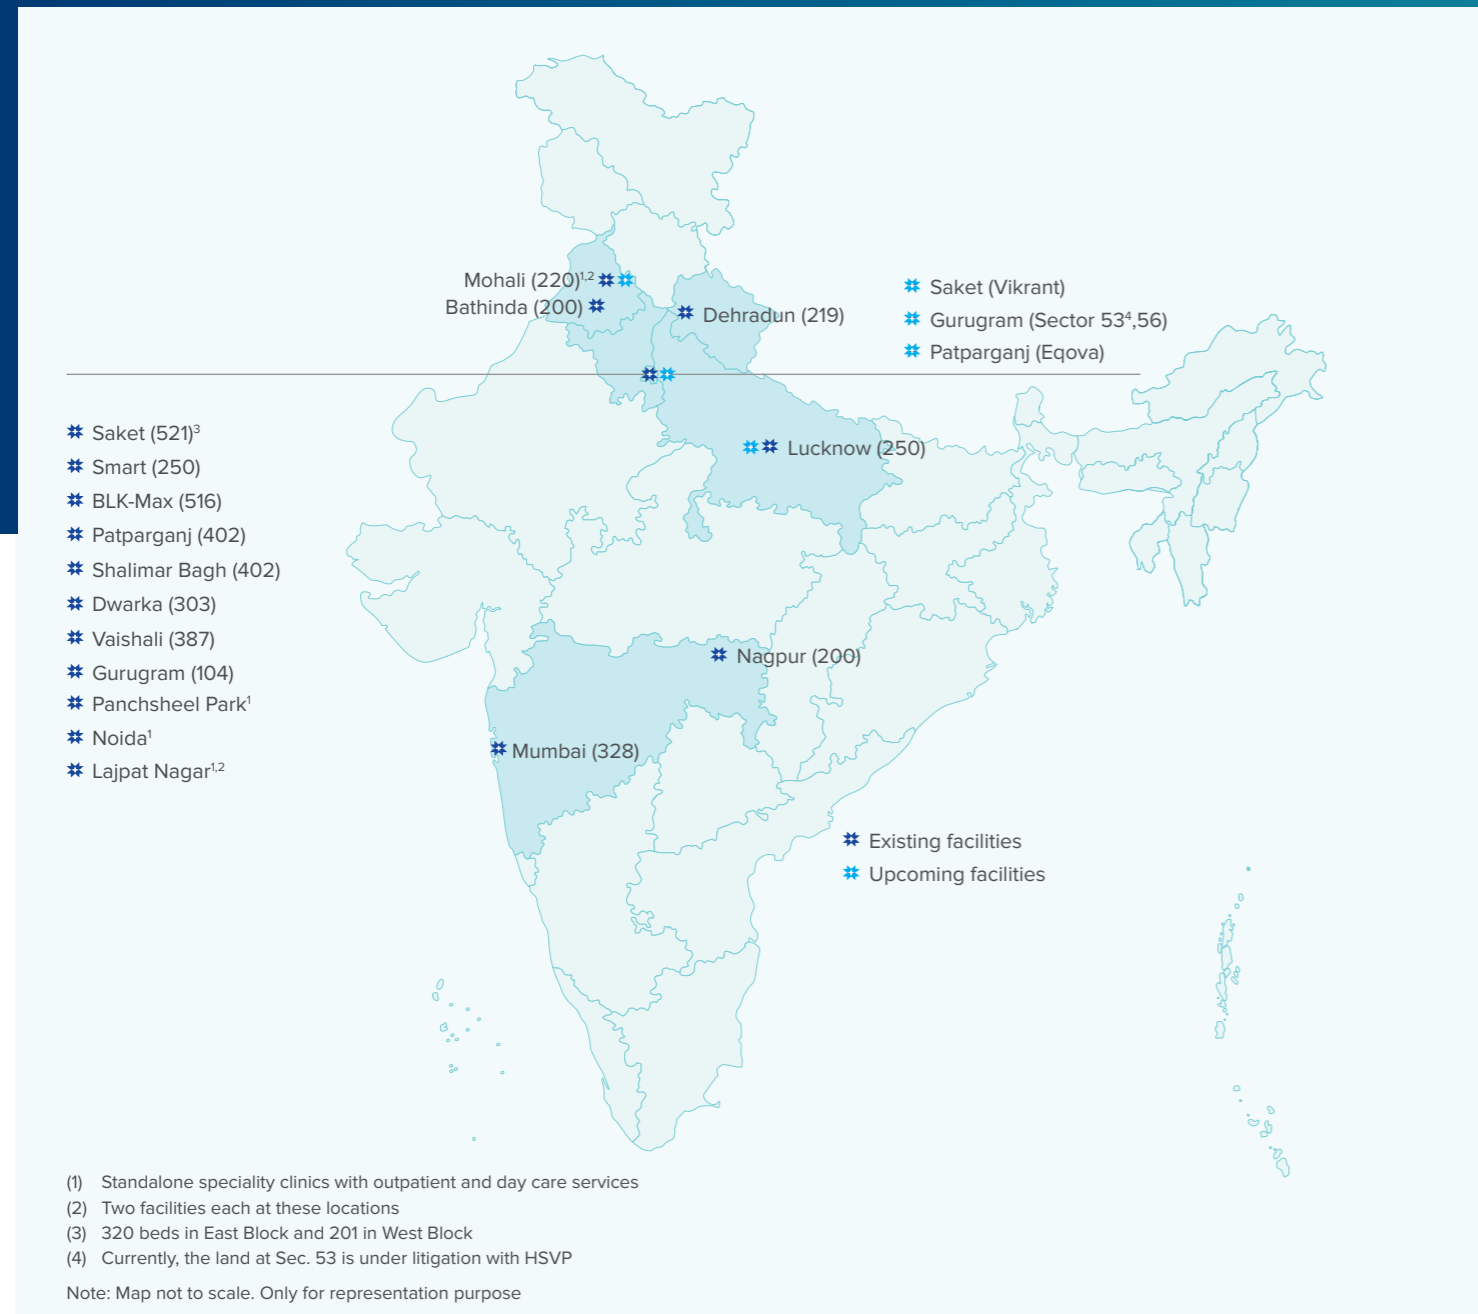 Mohali (220)¹,²
Bathinda (200)
Dehradun (219)
Saket (Vikrant)
Gurugram (Sector 53⁴,56)
Patparganj (Eqova)
Saket (521)³
Smart (250)
BLK-Max (516)
Patparganj (402)
Shalimar Bagh (402)
Dwarka (303)
Vaishali (387)
Gurugram (104)
Panchsheel Park¹
Noida¹
Lajpat Nagar¹,²
Lucknow (250)
Nagpur (200)
Mumbai (328)
Existing facilities
Upcoming facilities
(1) Standalone speciality clinics with outpatient and day care services
(2) Two facilities each at these locations
(3) 320 beds in East Block and 201 in West Block
(4) Currently, the land at Sec. 53 is under litigation with HSVP
Note: Map not to scale. Only for representation purpose